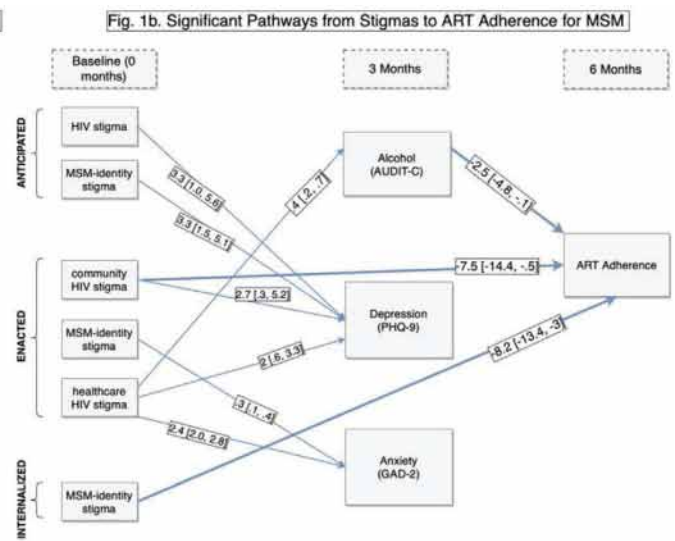 Fig. 1b. Significant Pathways from Stigmas to ART Adherence for MSM
Baseline (0
months)
3 Months
6 Months
ANTICIPATED
HIV stigma
MSM-identity
stigma
ENACTED
community
HIV stigma
MSM-identity
stigma
healthcare
HIV stigma
INTERNALIZED
MSM-identity
stigma
3.3 [1.0, 5.6]
3.3 [1.5, 5.1]
.4 [.2, .7]
2.7 [.3, 5.2]
2 [.6, 3.3]
.3 [.1, .4]
2.4 [2.0, 2.8]
Alcohol
(AUDIT-C)
Depression
(PHQ-9)
Anxiety
(GAD-2)
-2.5 [-4.8, -.1]
-7.5 [-14.4, -.5]
-8.2 [-13.4, -3]
ART Adherence